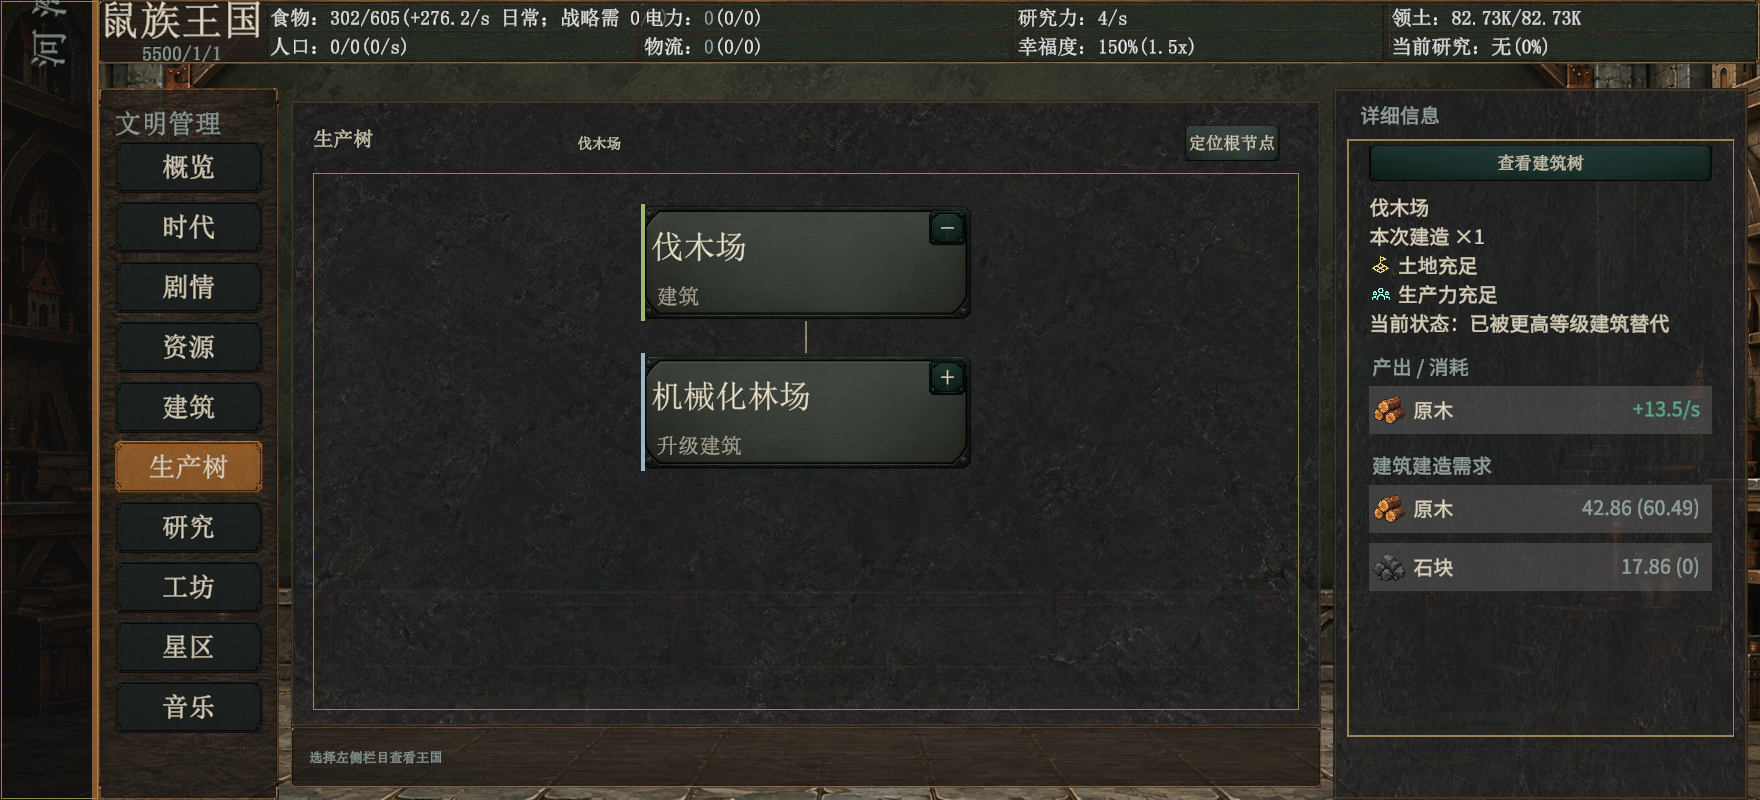 鼠族王国
5500/1/1
食物：302/605(+276.2/s 日常；战略需 0
人口：0/0(0/s)
电力：0(0/0)
物流：0(0/0)
研究力：4/s
幸福度：150%(1.5x)
领土：82.73K/82.73K
当前研究：无(0%)
文明管理
概览
时代
剧情
资源
建筑
生产树
研究
工坊
星区
音乐
生产树
伐木场
定位根节点
伐木场
−
建筑
机械化林场
+
升级建筑
选择左侧栏目查看王国
详细信息
查看建筑树
伐木场
本次建造 ×1
土地充足
生产力充足
当前状态：已被更高等级建筑替代
产出 / 消耗
原木 +13.5/s
建筑建造需求
原木 42.86 (60.49)
石块 17.86 (0)